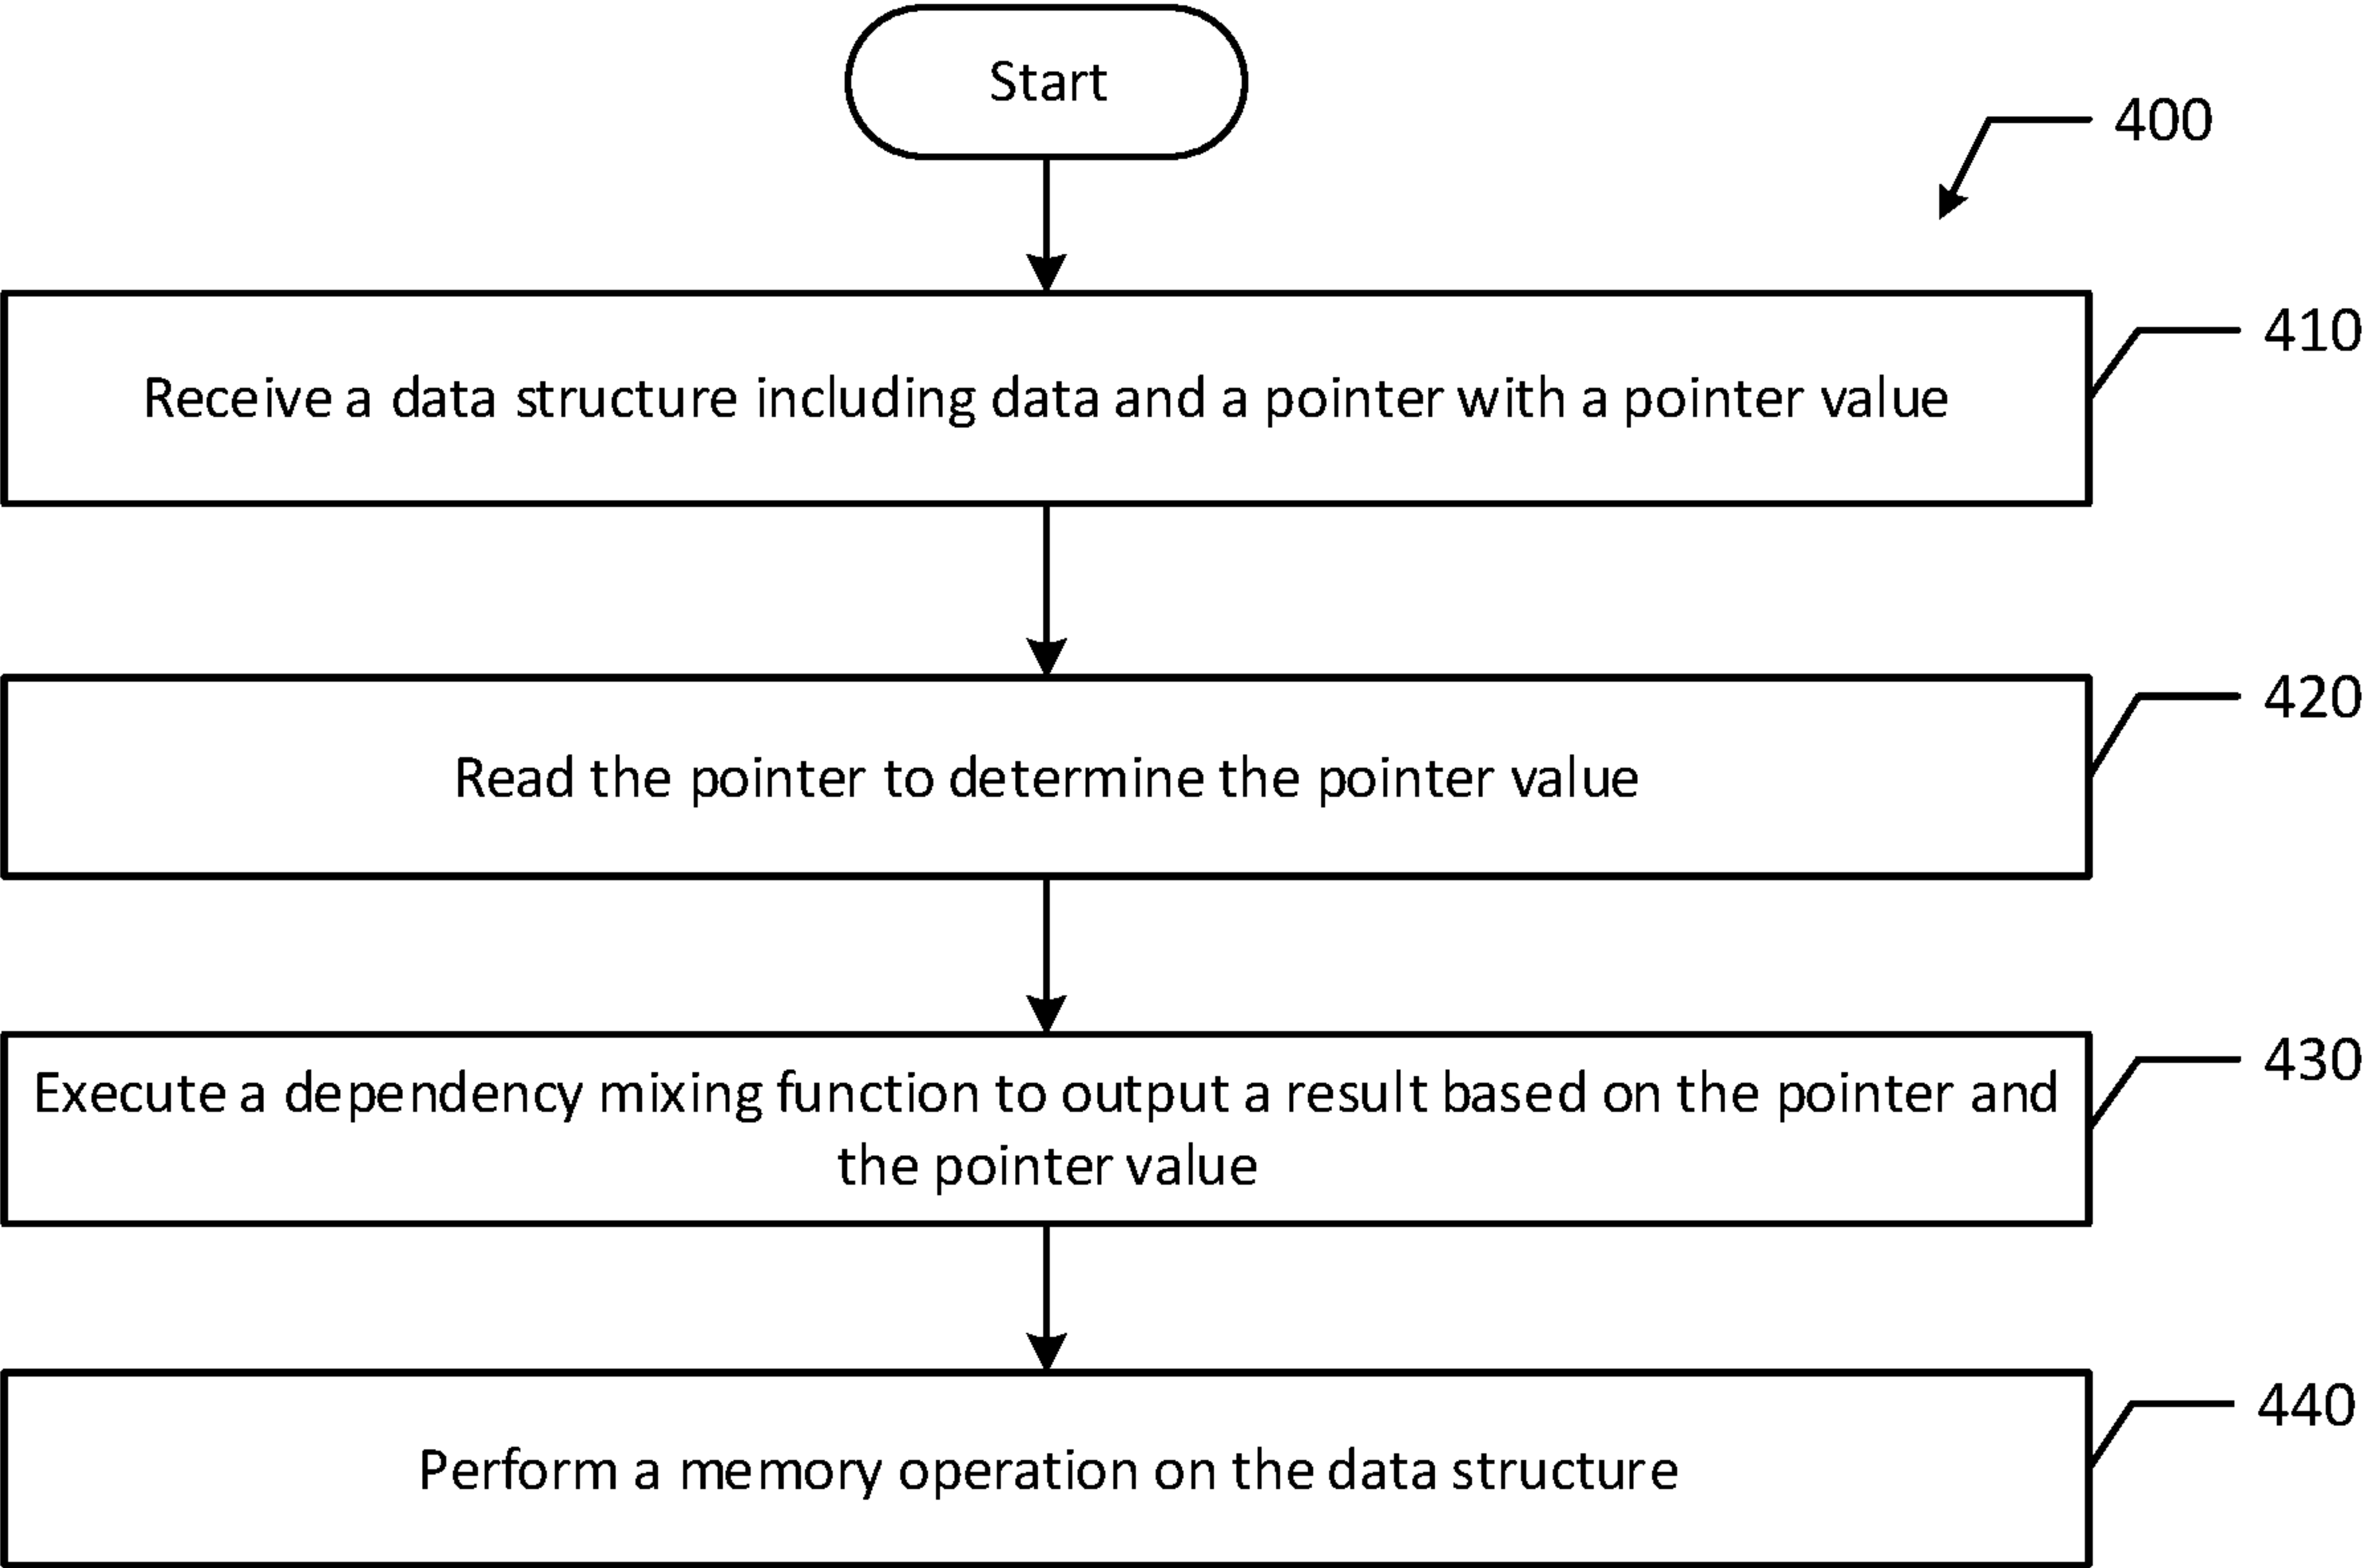 Start
400
Receive a data structure including data and a pointer with a pointer value
410
Read the pointer to determine the pointer value
420
Execute a dependency mixing function to output a result based on the pointer and
the pointer value
430
Perform a memory operation on the data structure
440